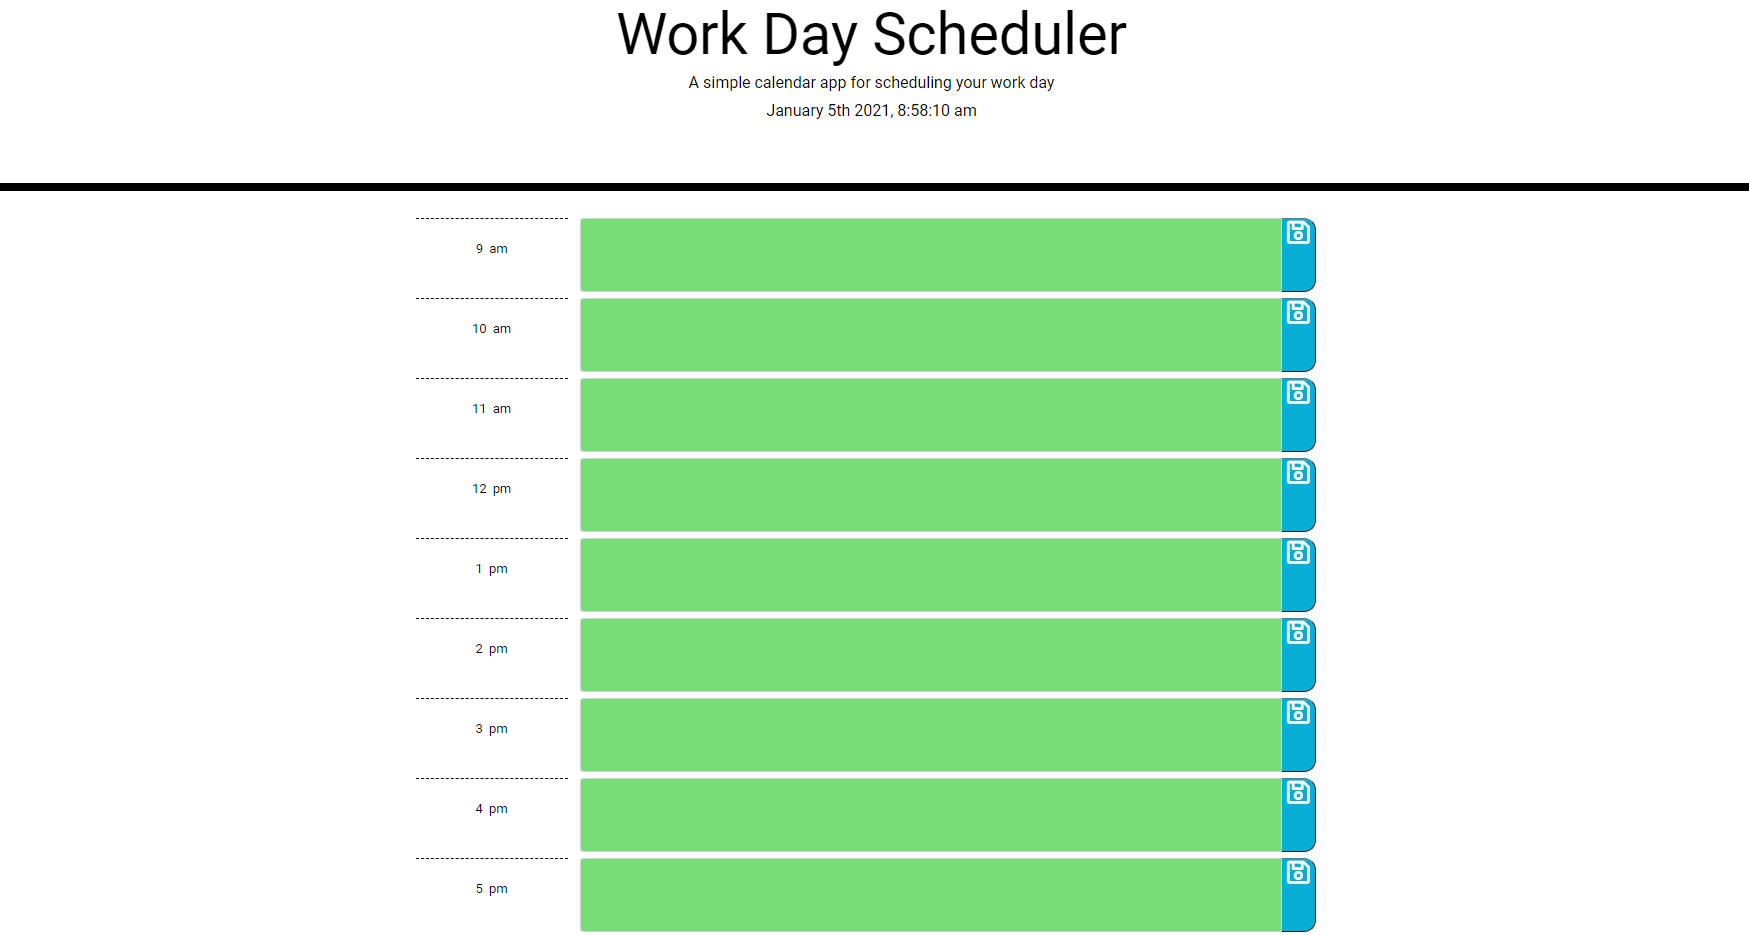 Work Day Scheduler
A simple calendar app for scheduling your work day
January 5th 2021, 8:58:10 am
9 am
10 am
11 am
12 pm
1 pm
2 pm
3 pm
4 pm
5 pm